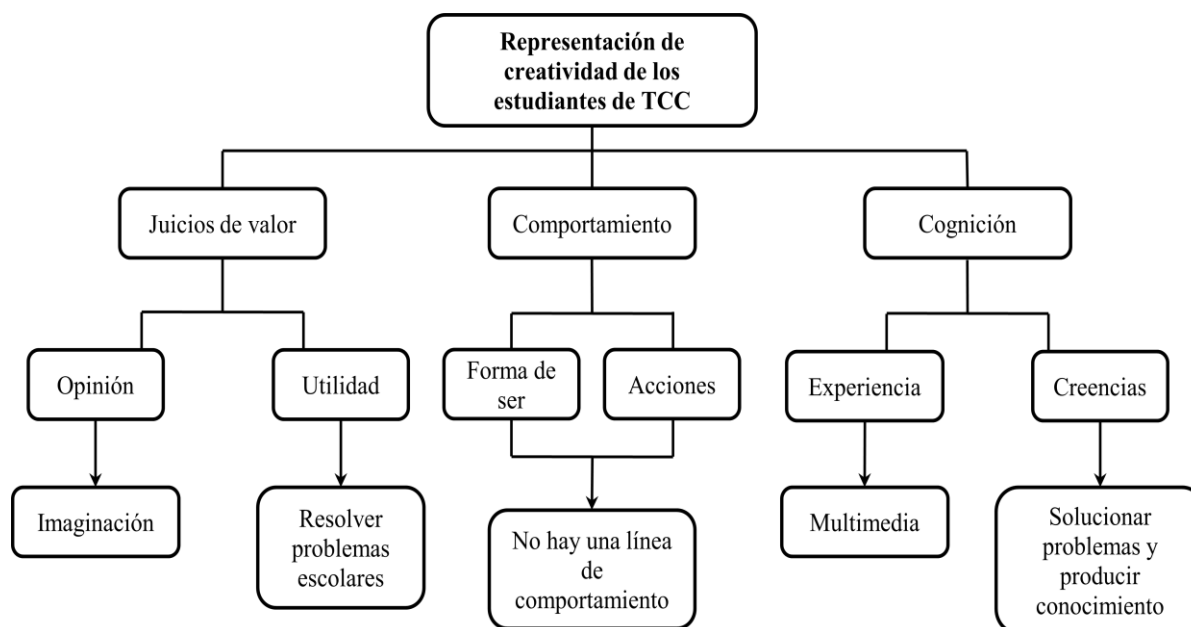 Representación de
creatividad de los
estudiantes de TCC
Juicios de valor
Comportamiento
Cognición
Opinión
Utilidad
Forma de
ser
Acciones
Experiencia
Creencias
Imaginación
Resolver
problemas
escolares
No hay una línea
de
comportamiento
Multimedia
Solucionar
problemas y
producir
conocimiento